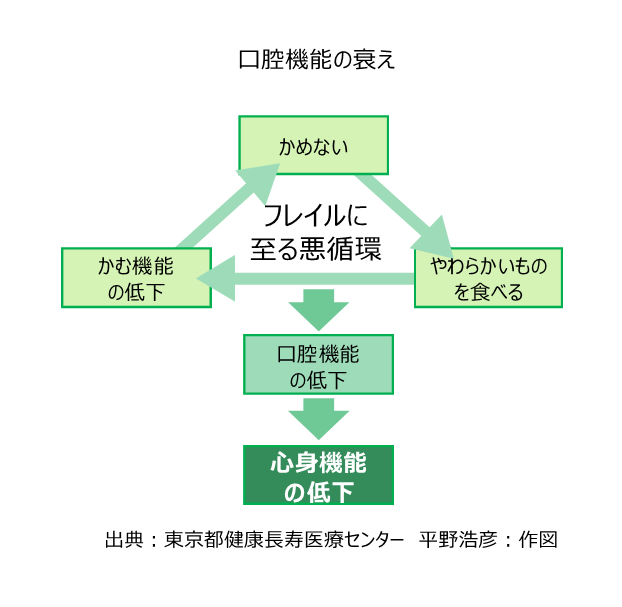 口腔機能の衰え
かめない
フレイルに
至る悪循環
かむ機能
の低下
やわらかいもの
を食べる
口腔機能
の低下
心身機能
の低下
出典：東京都健康長寿医療センター　平野浩彦：作図